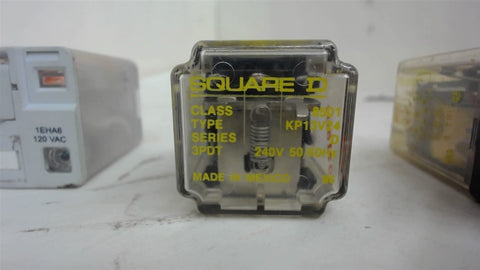 1EHA6
120 VAC
SQUARE D
CLASS 8501
TYPE KP13V24
SERIES D
3PDT 240V 50/60Hz
MADE IN MEXICO